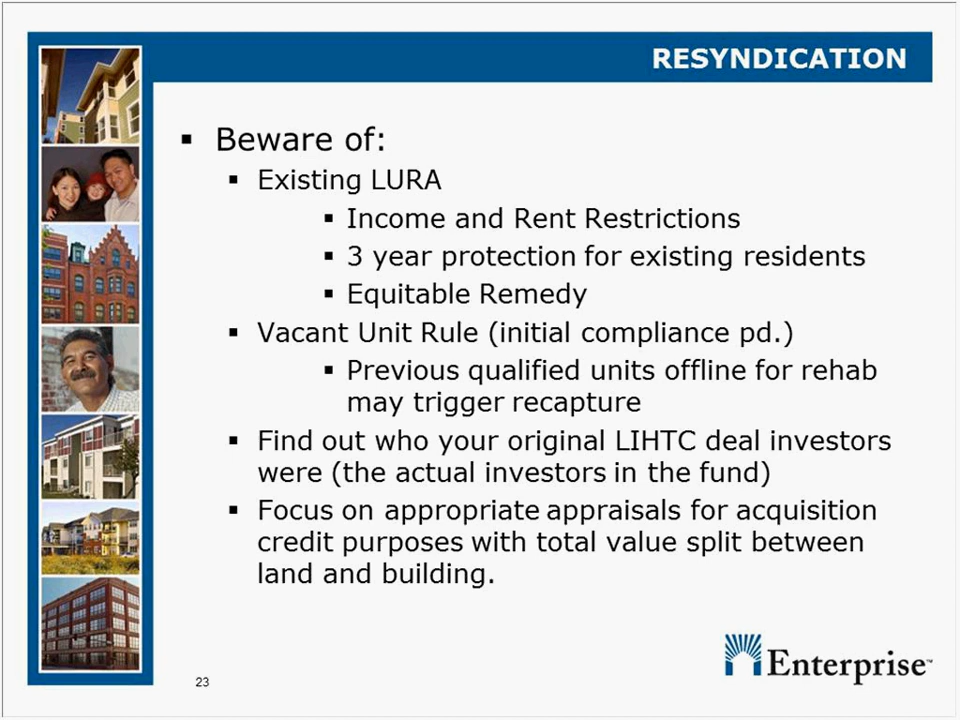 RESYNDICATION
▪ Beware of:
▪ Existing LURA
▪ Income and Rent Restrictions
▪ 3 year protection for existing residents
▪ Equitable Remedy
▪ Vacant Unit Rule (initial compliance pd.)
▪ Previous qualified units offline for rehab
may trigger recapture
▪ Find out who your original LIHTC deal investors
were (the actual investors in the fund)
▪ Focus on appropriate appraisals for acquisition
credit purposes with total value split between
land and building.
Enterprise™
23